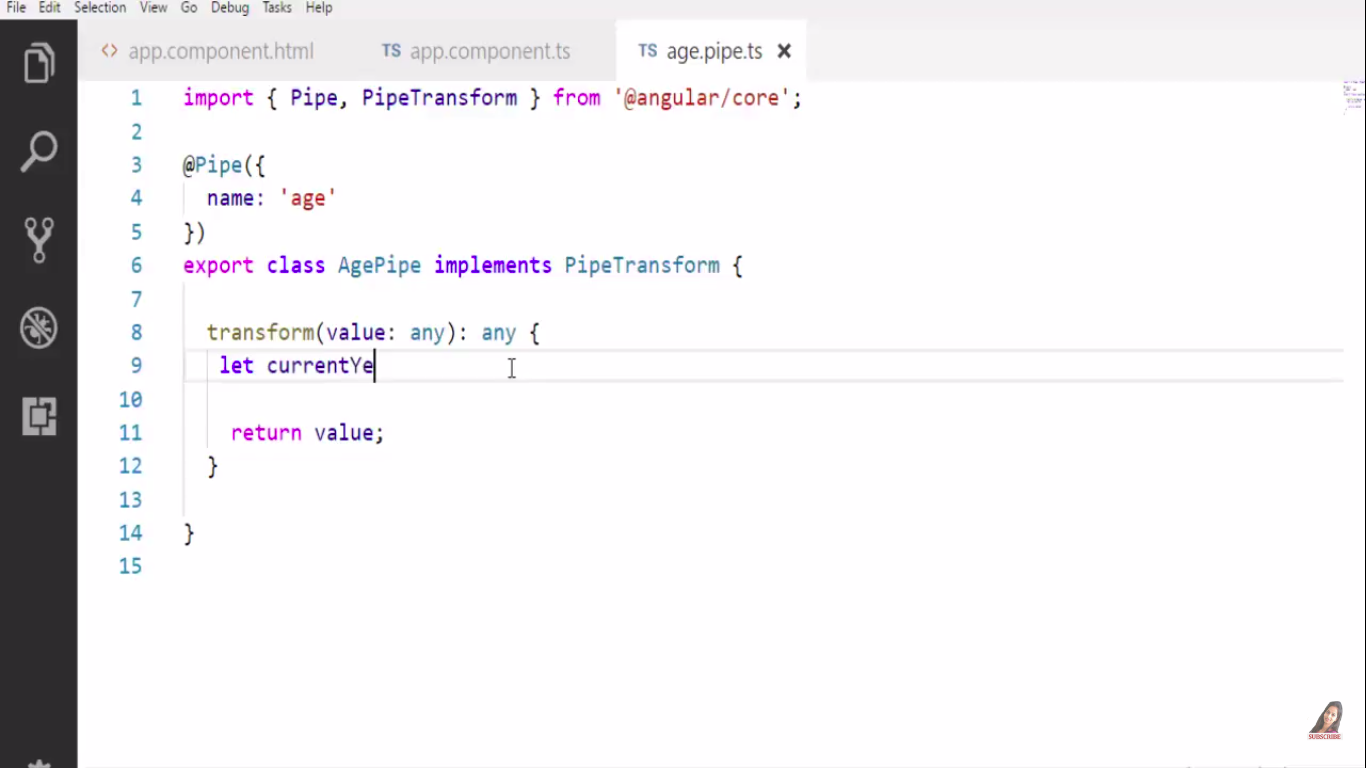 File Edit Selection View Go Debug Tasks Help
<> app.component.html TS app.component.ts TS age.pipe.ts ×
1 import { Pipe, PipeTransform } from '@angular/core';
2
3 @Pipe({
4 name: 'age'
5 })
6 export class AgePipe implements PipeTransform {
7
8 transform(value: any): any {
9 let currentYe
10
11 return value;
12 }
13
14 }
15
SUBSCRIBE